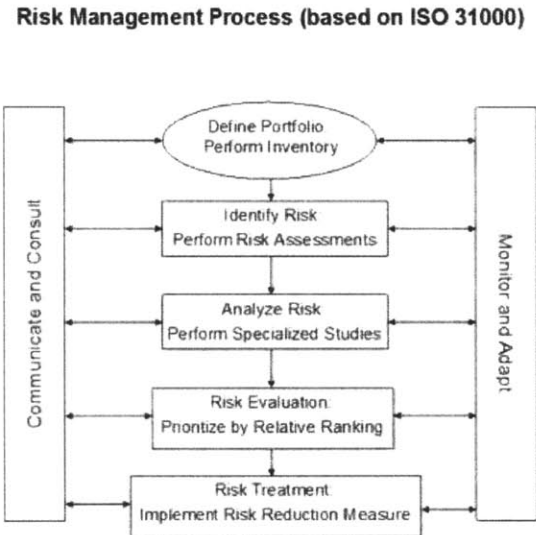 Risk Management Process (based on ISO 31000)
Communicate and Consult
Define Portfolio
Perform Inventory
Identify Risk
Perform Risk Assessments
Analyze Risk
Perform Specialized Studies
Risk Evaluation:
Prioritize by Relative Ranking
Risk Treatment:
Implement Risk Reduction Measure
Monitor and Adapt